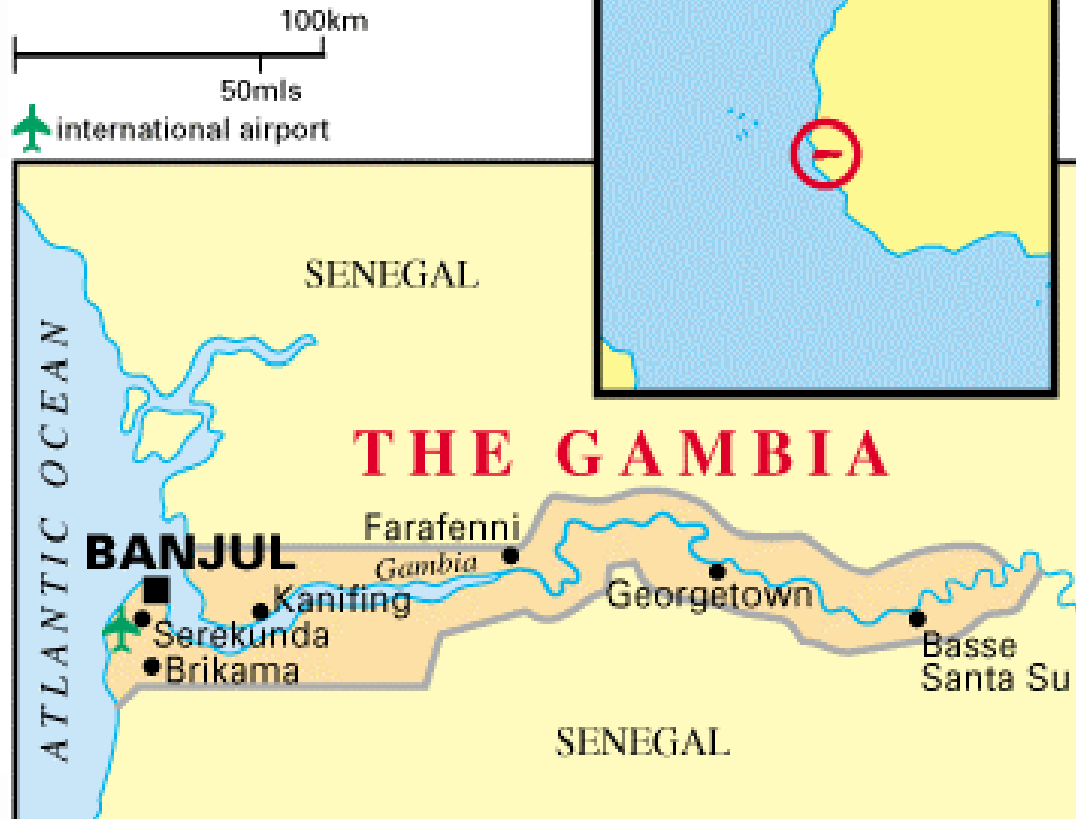 100km
50mls
international airport
SENEGAL
ATLANTIC OCEAN
THE GAMBIA
Farafenni
BANJUL
Gambia
Kanifing
Georgetown
Serekunda
Basse
Santa Su
Brikama
SENEGAL